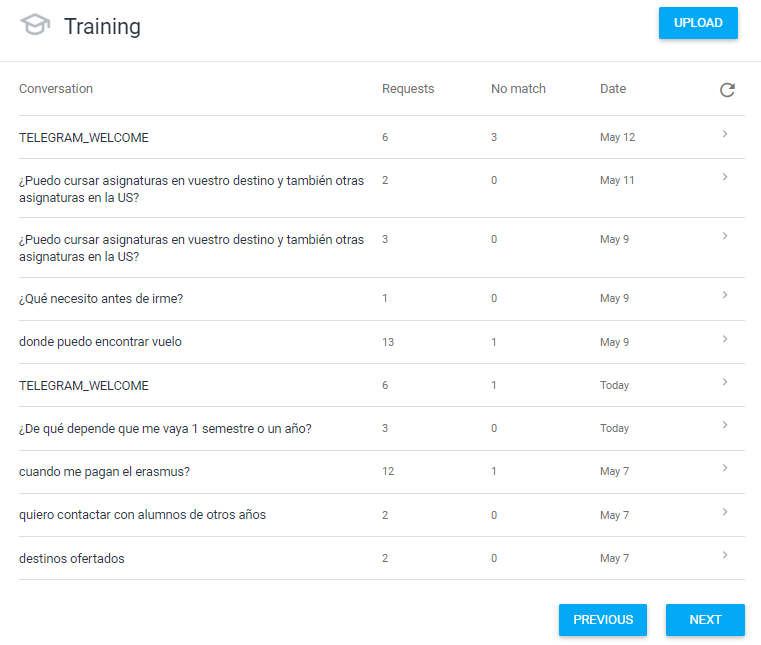 Training
UPLOAD
Conversation Requests No match Date
TELEGRAM_WELCOME 6 3 May 12
¿Puedo cursar asignaturas en vuestro destino y también otras 2 0 May 11
asignaturas en la US?
¿Puedo cursar asignaturas en vuestro destino y también otras 3 0 May 9
asignaturas en la US?
¿Qué necesito antes de irme? 1 0 May 9
donde puedo encontrar vuelo 13 1 May 9
TELEGRAM_WELCOME 6 1 Today
¿De qué depende que me vaya 1 semestre o un año? 3 0 Today
cuando me pagan el erasmus? 12 1 May 7
quiero contactar con alumnos de otros años 2 0 May 7
destinos ofertados 2 0 May 7
PREVIOUS NEXT